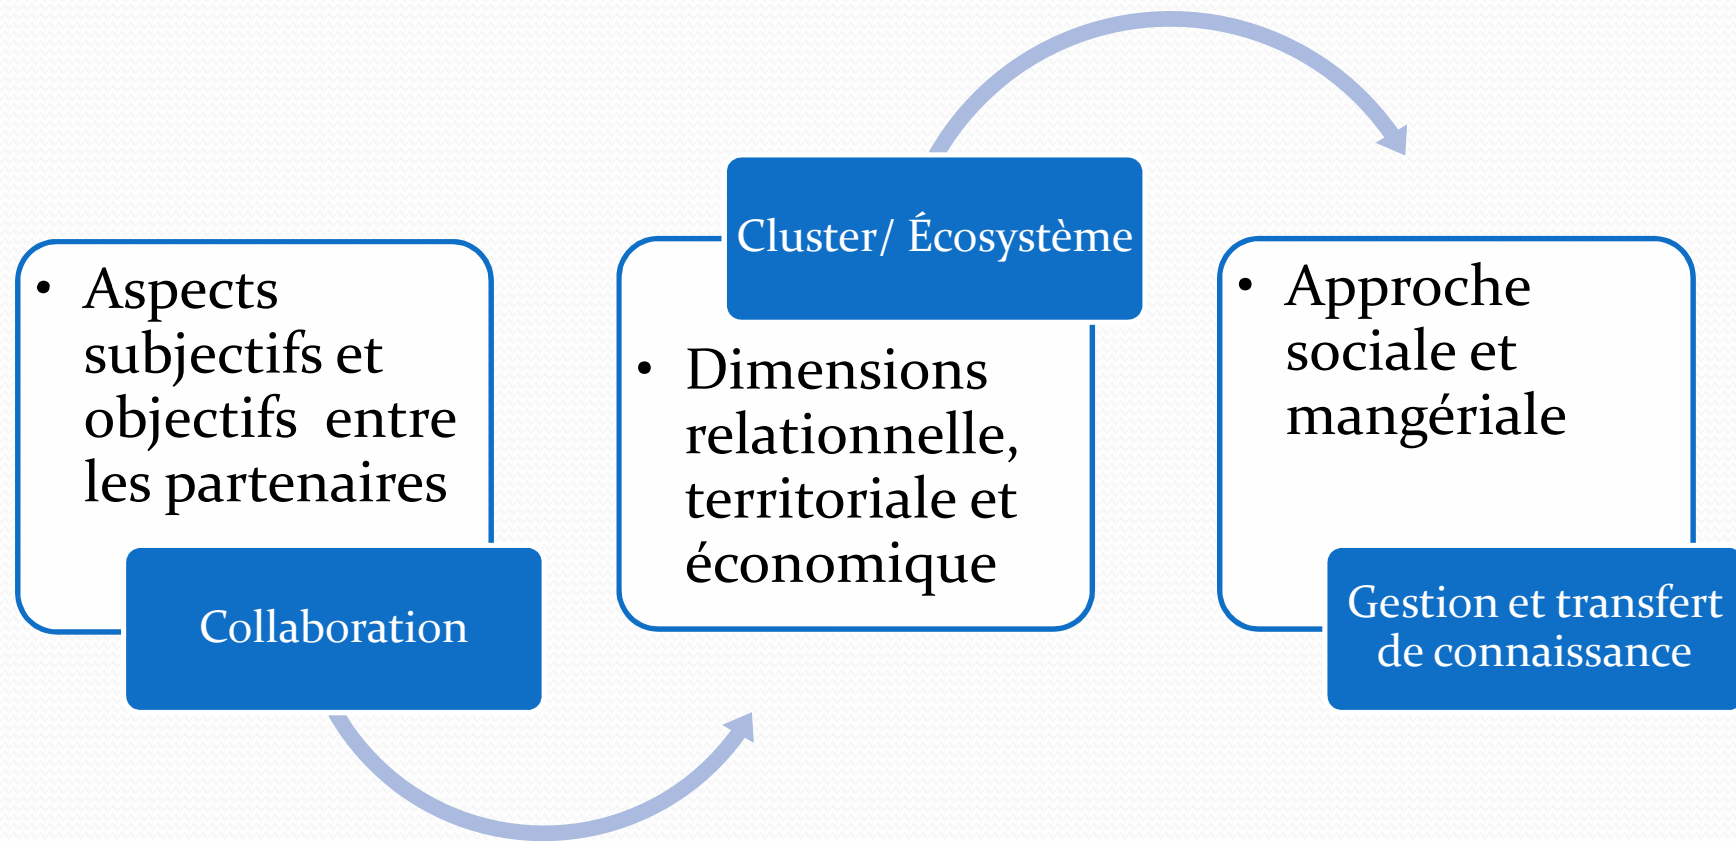 • Aspects
subjectifs et
objectifs entre
les partenaires
Collaboration
Cluster/ Écosystème
• Dimensions
relationnelle,
territoriale et
économique
• Approche
sociale et
mangériale
Gestion et transfert
de connaissance